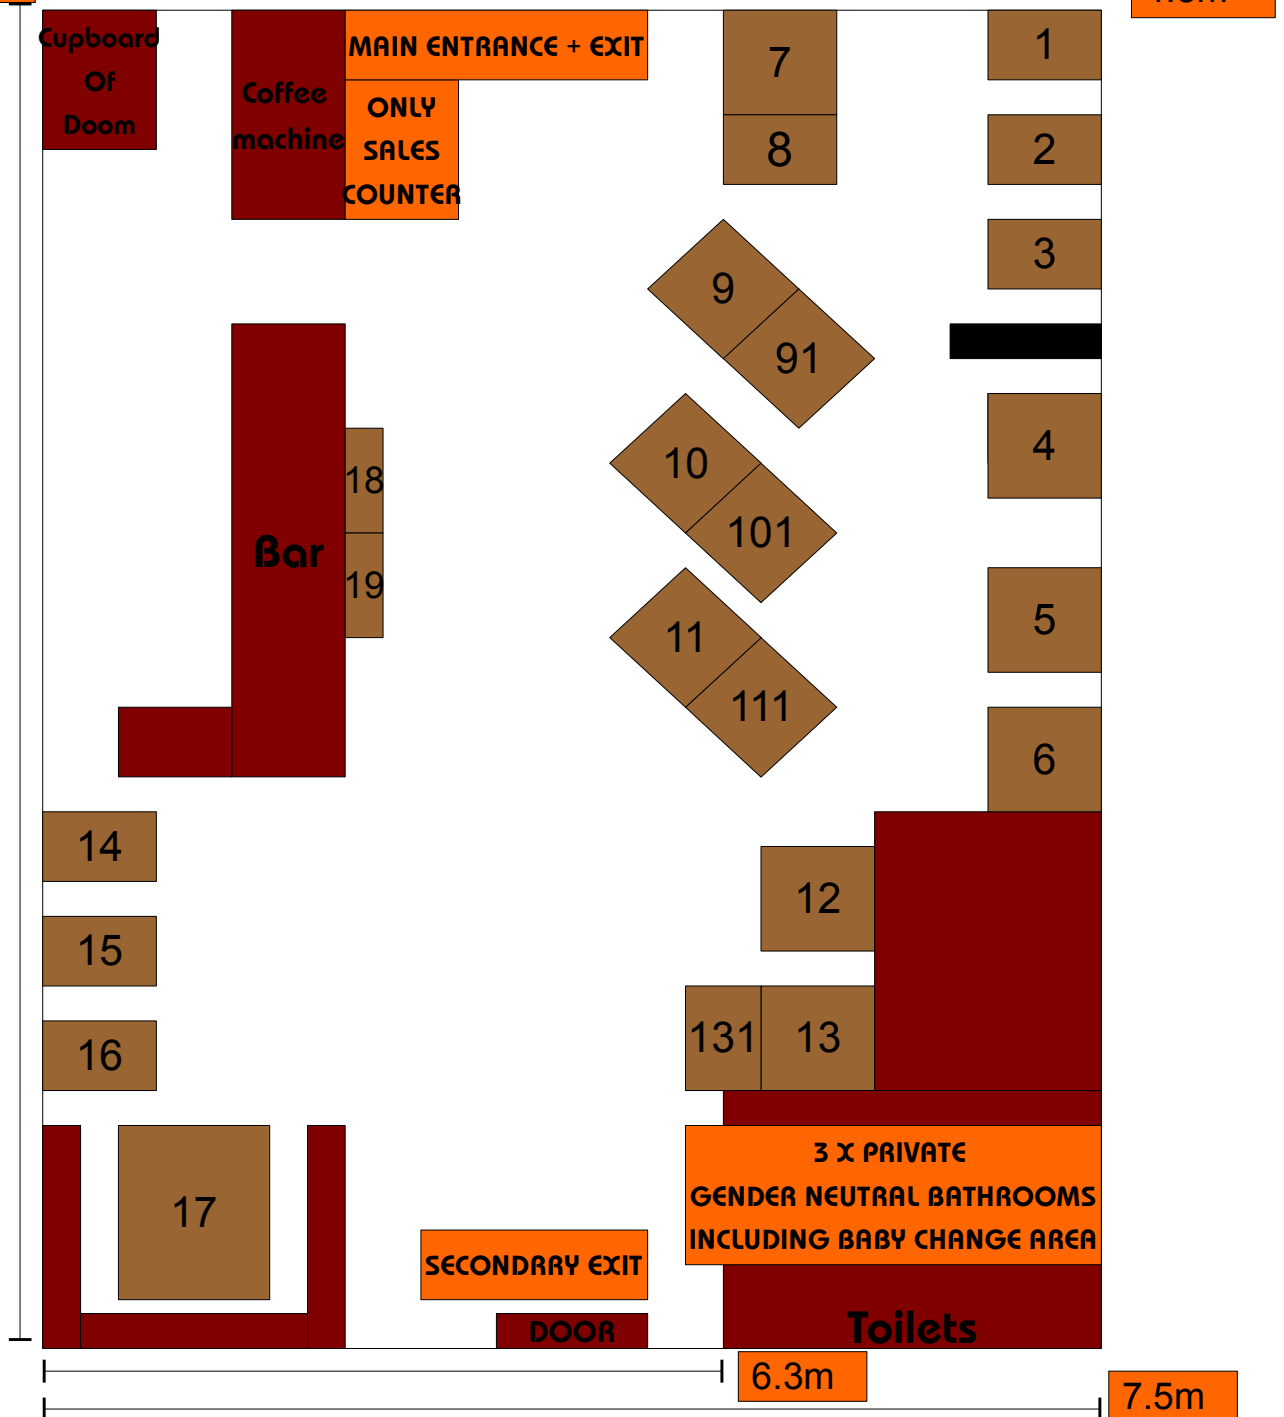 Cupboard
Of
Doom
Coffee
machine
MAIN ENTRANCE + EXIT
ONLY
SALES
COUNTER
7
8
1
2
3
9
91
4
10
101
18
19
Bar
5
11
111
6
14
12
15
131
13
16
17
3 X PRIVATE
GENDER NEUTRAL BATHROOMS
INCLUDING BABY CHANGE AREA
SECONDRRY EXIT
DOOR
Toilets
6.3m
7.5m